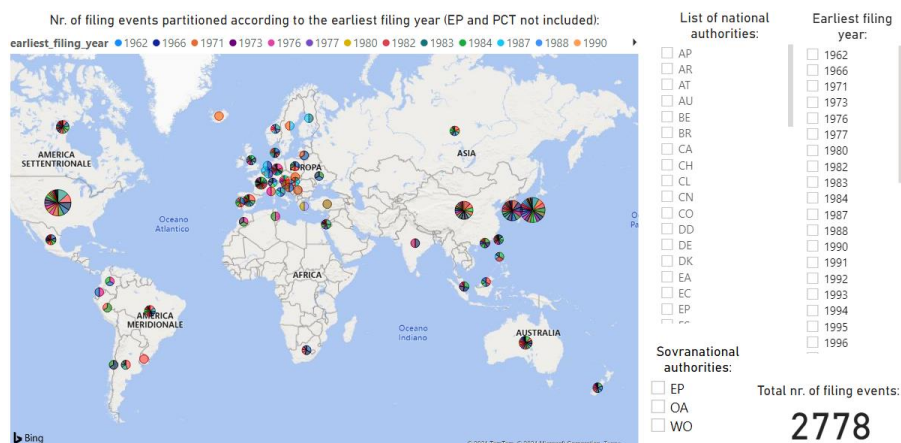 Nr. of filing events partitioned according to the earliest filing year (EP and PCT not included):
earliest_filing_year 1962 1966 1971 1973 1976 1977 1980 1982 1983 1984 1987 1988 1990
AMERICA
SETTENTRIONALE
EUROPA
ASIA
Oceano
Atlantico
AFRICA
AMERICA
MERIDIONALE
Oceano
Indiano
AUSTRALIA
O
Pa
Bing
List of national
authorities:
AP
AR
AT
AU
BE
BR
CA
CH
CL
CN
CO
DD
DE
DK
EA
EC
EP
Earliest filing
year:
1962
1966
1971
1973
1976
1977
1980
1982
1983
1984
1987
1988
1990
1991
1992
1993
1994
1995
1996
Sovranational
authorities:
EP
OA
WO
Total nr. of filing events:
2778